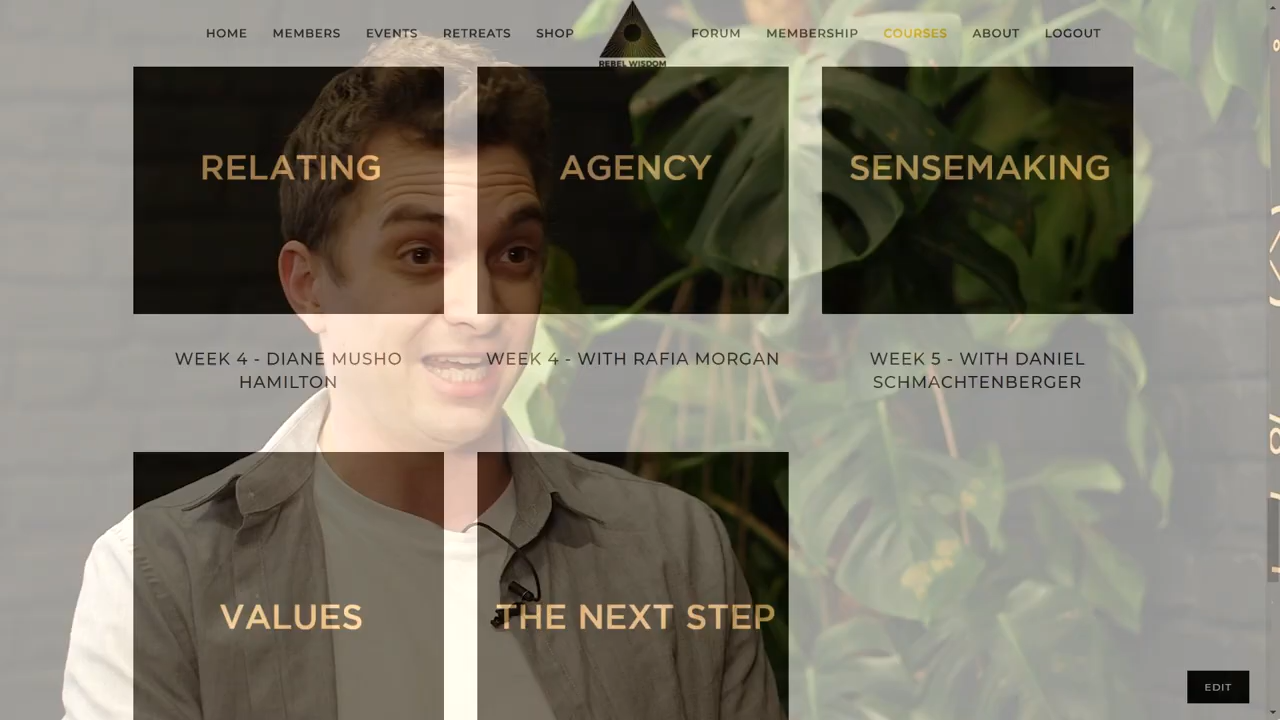 HOME MEMBERS EVENTS RETREATS SHOP FORUM MEMBERSHIP COURSES ABOUT LOGOUT
REBEL WISDOM
RELATING AGENCY SENSEMAKING
WEEK 4 - DIANE MUSHO
HAMILTON
WEEK 4 - WITH RAFIA MORGAN
WEEK 5 - WITH DANIEL
SCHMACHTENBERGER
VALUES THE NEXT STEP
EDIT